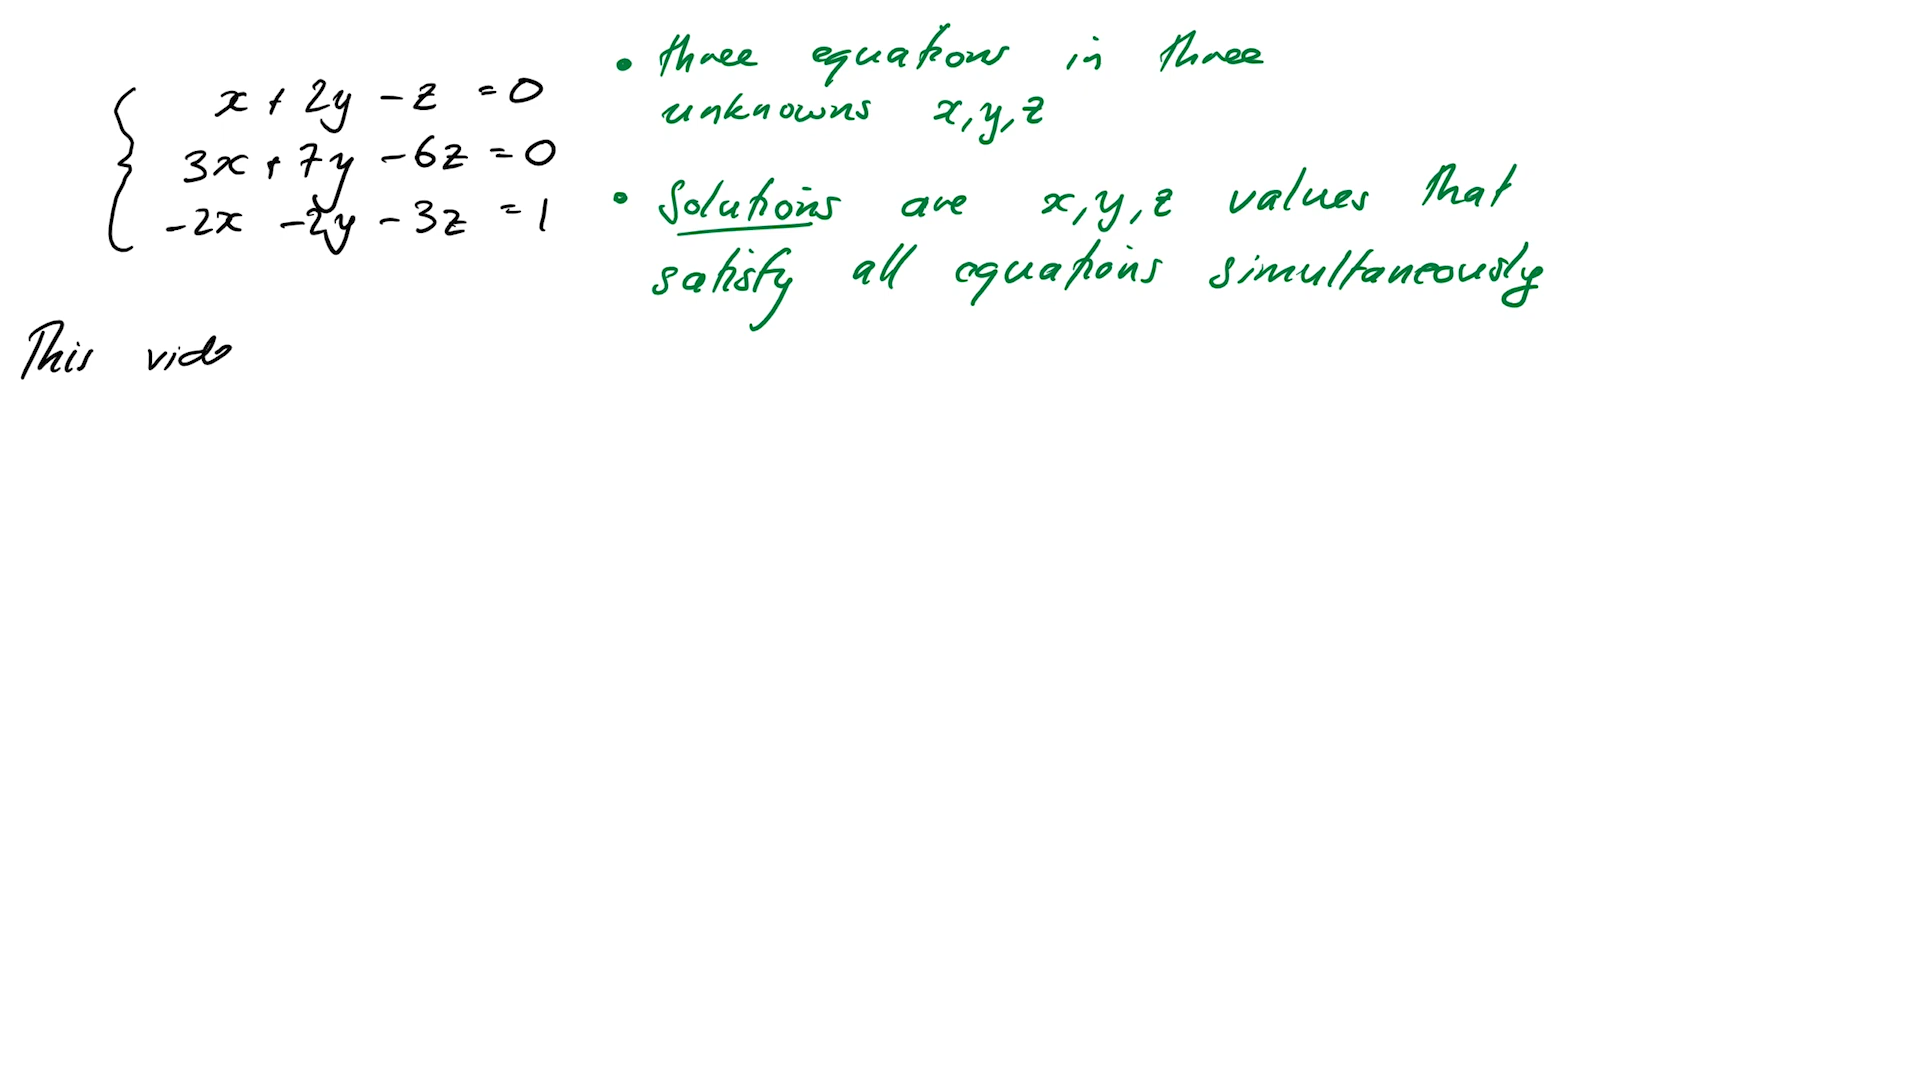 x + 2y - z = 0
3x + 7y - 6z = 0
-2x - 2y - 3z = 1
• three equations in three
unknowns x, y, z
• Solutions are x, y, z values that
satisfy all equations simultaneously
This vide